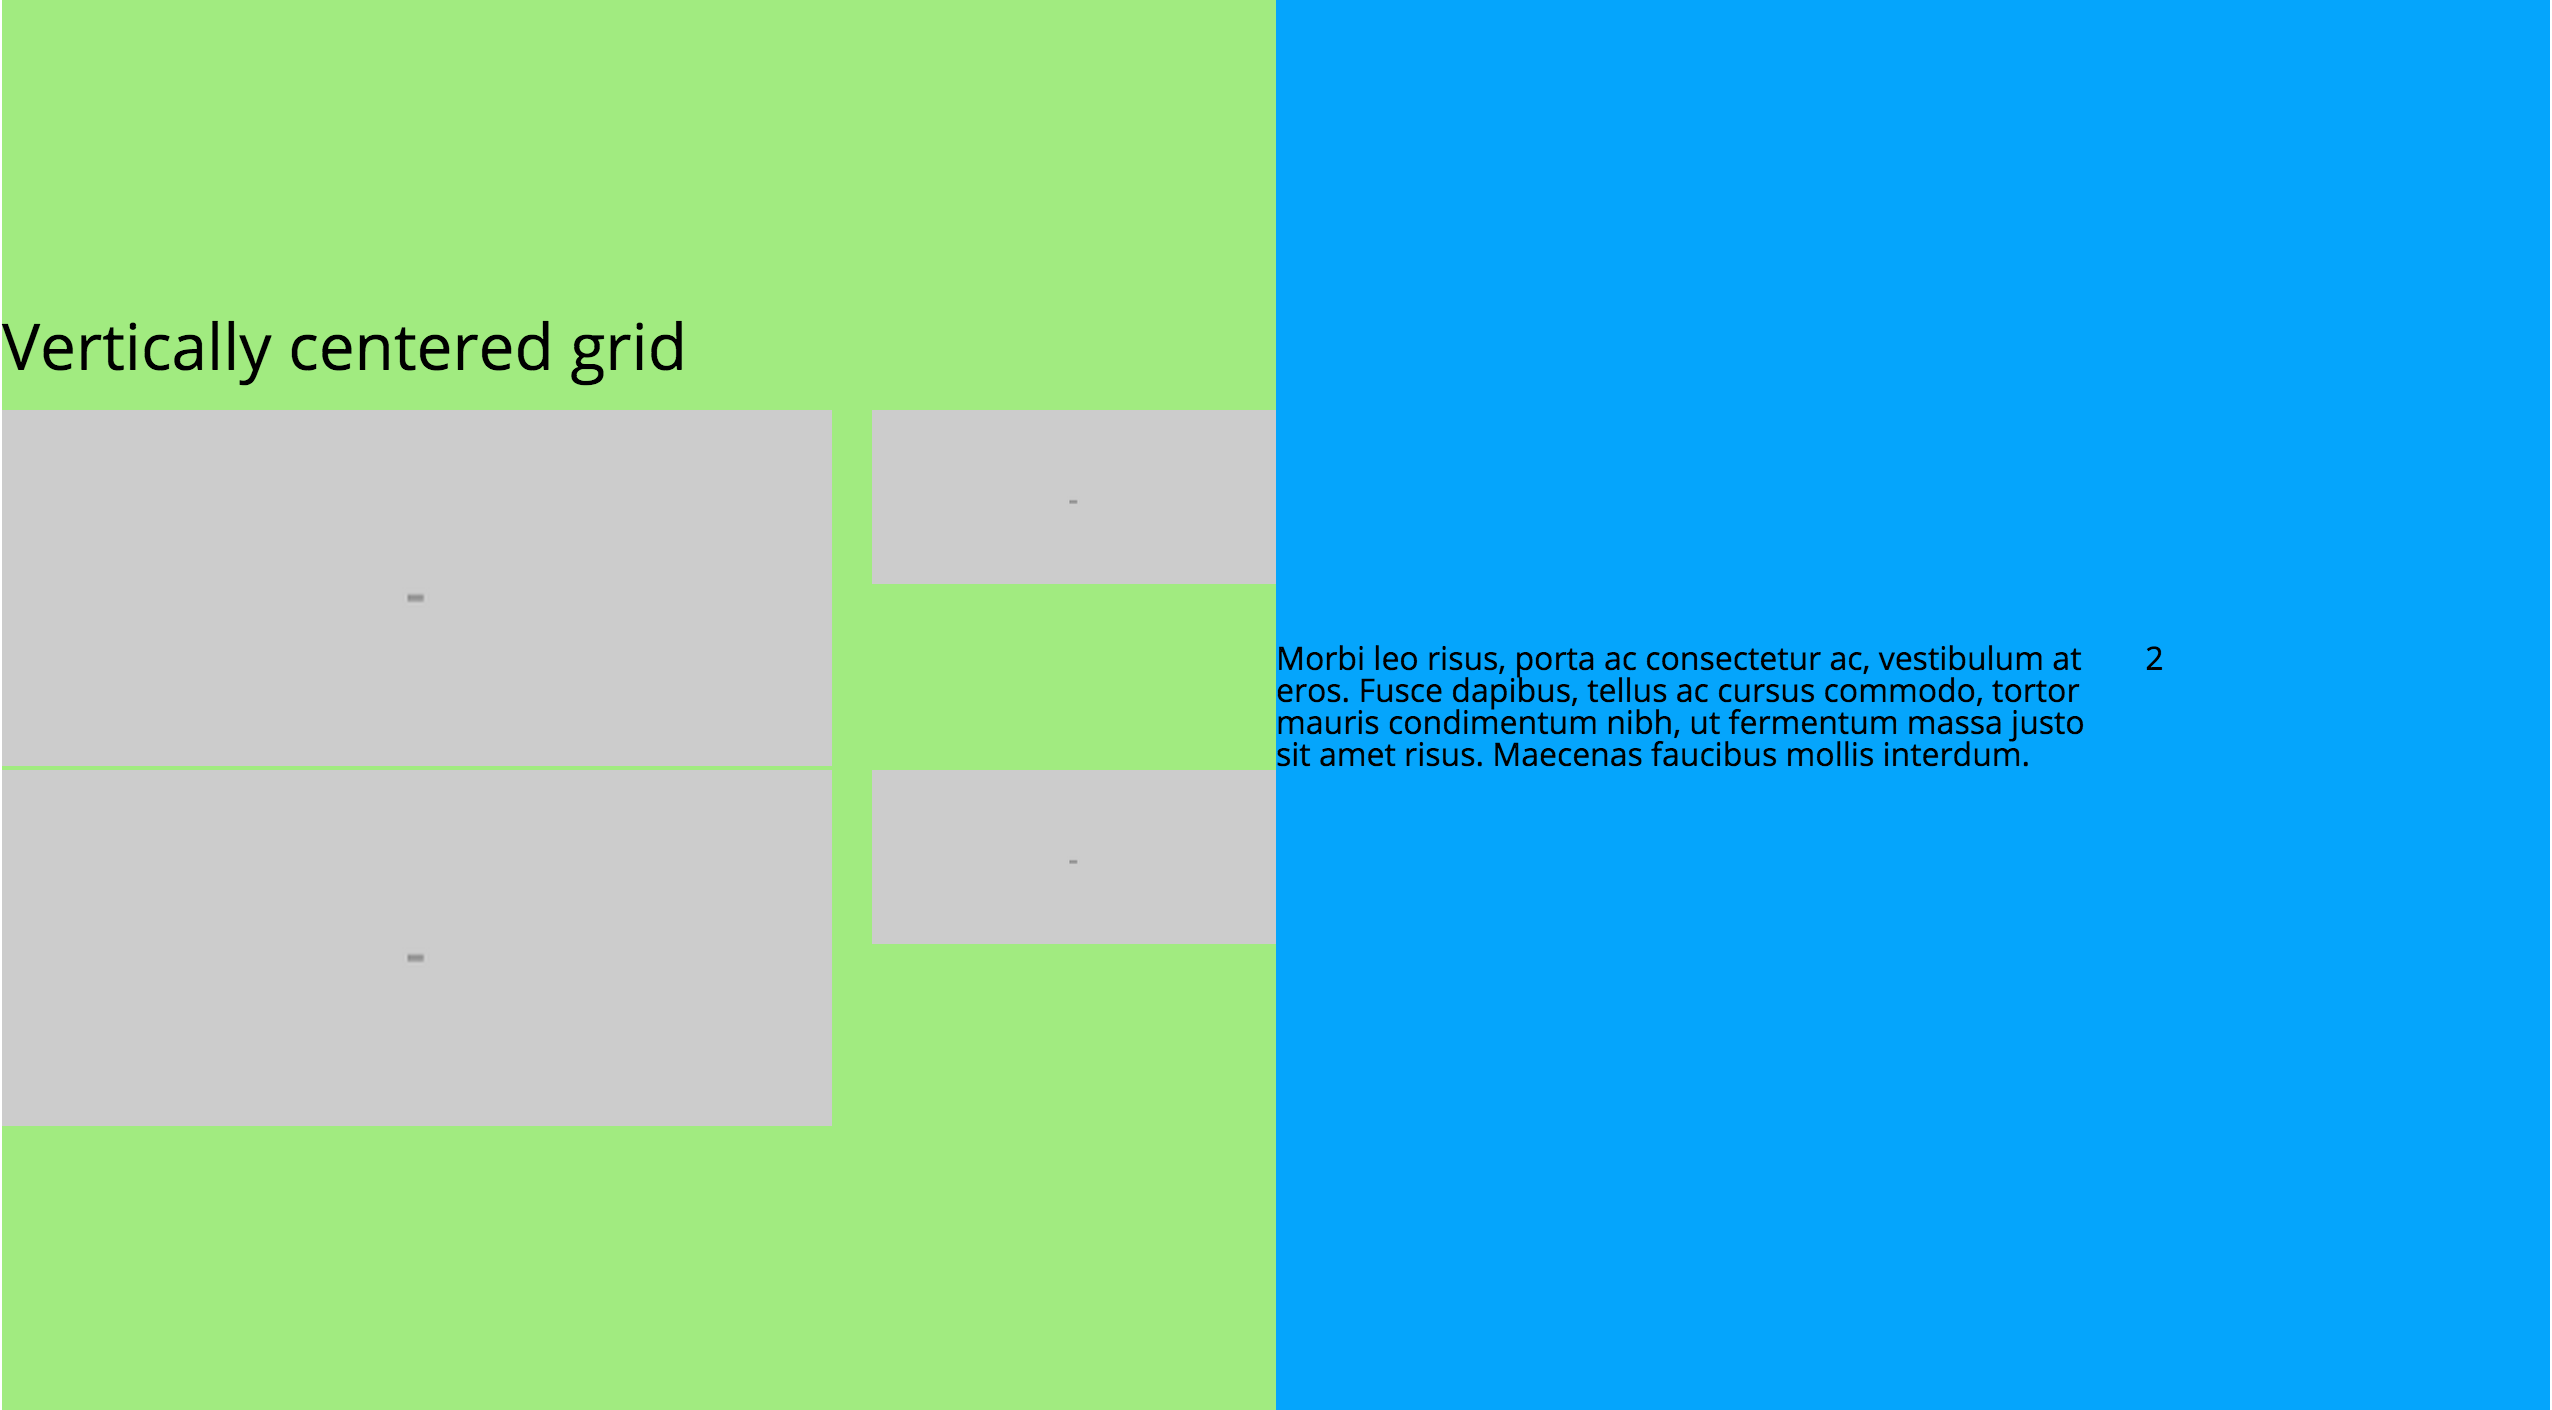 Vertically centered grid
-
-
-
-
Morbi leo risus, porta ac consectetur ac, vestibulum at
eros. Fusce dapibus, tellus ac cursus commodo, tortor
mauris condimentum nibh, ut fermentum massa justo
sit amet risus. Maecenas faucibus mollis interdum.
2